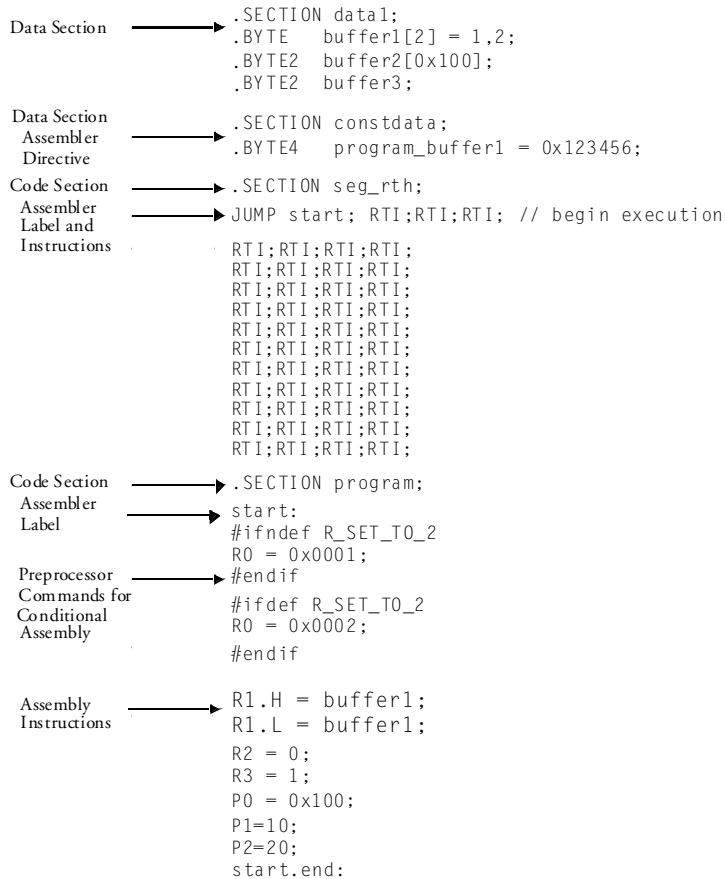 Data Section .SECTION data1;
.BYTE buffer1[2] = 1,2;
.BYTE2 buffer2[0x100];
.BYTE2 buffer3;
Data Section
Assembler
Directive
.SECTION constdata;
.BYTE4 program_buffer1 = 0x123456;
Code Section .SECTION seg_rth;
Assembler
Label and
Instructions
JUMP start; RTI;RTI;RTI; // begin execution
RTI;RTI;RTI;RTI;
RTI;RTI;RTI;RTI;
RTI;RTI;RTI;RTI;
RTI;RTI;RTI;RTI;
RTI;RTI;RTI;RTI;
RTI;RTI;RTI;RTI;
RTI;RTI;RTI;RTI;
RTI;RTI;RTI;RTI;
RTI;RTI;RTI;RTI;
RTI;RTI;RTI;RTI;
RTI;RTI;RTI;RTI;
Code Section .SECTION program;
Assembler
Label
start:
#ifndef R_SET_TO_2
R0 = 0x0001;
Preprocessor
Commands for
Conditional
Assembly
#endif
#ifdef R_SET_TO_2
R0 = 0x0002;
#endif
Assembly
Instructions
R1.H = buffer1;
R1.L = buffer1;
R2 = 0;
R3 = 1;
P0 = 0x100;
P1=10;
P2=20;
start.end: